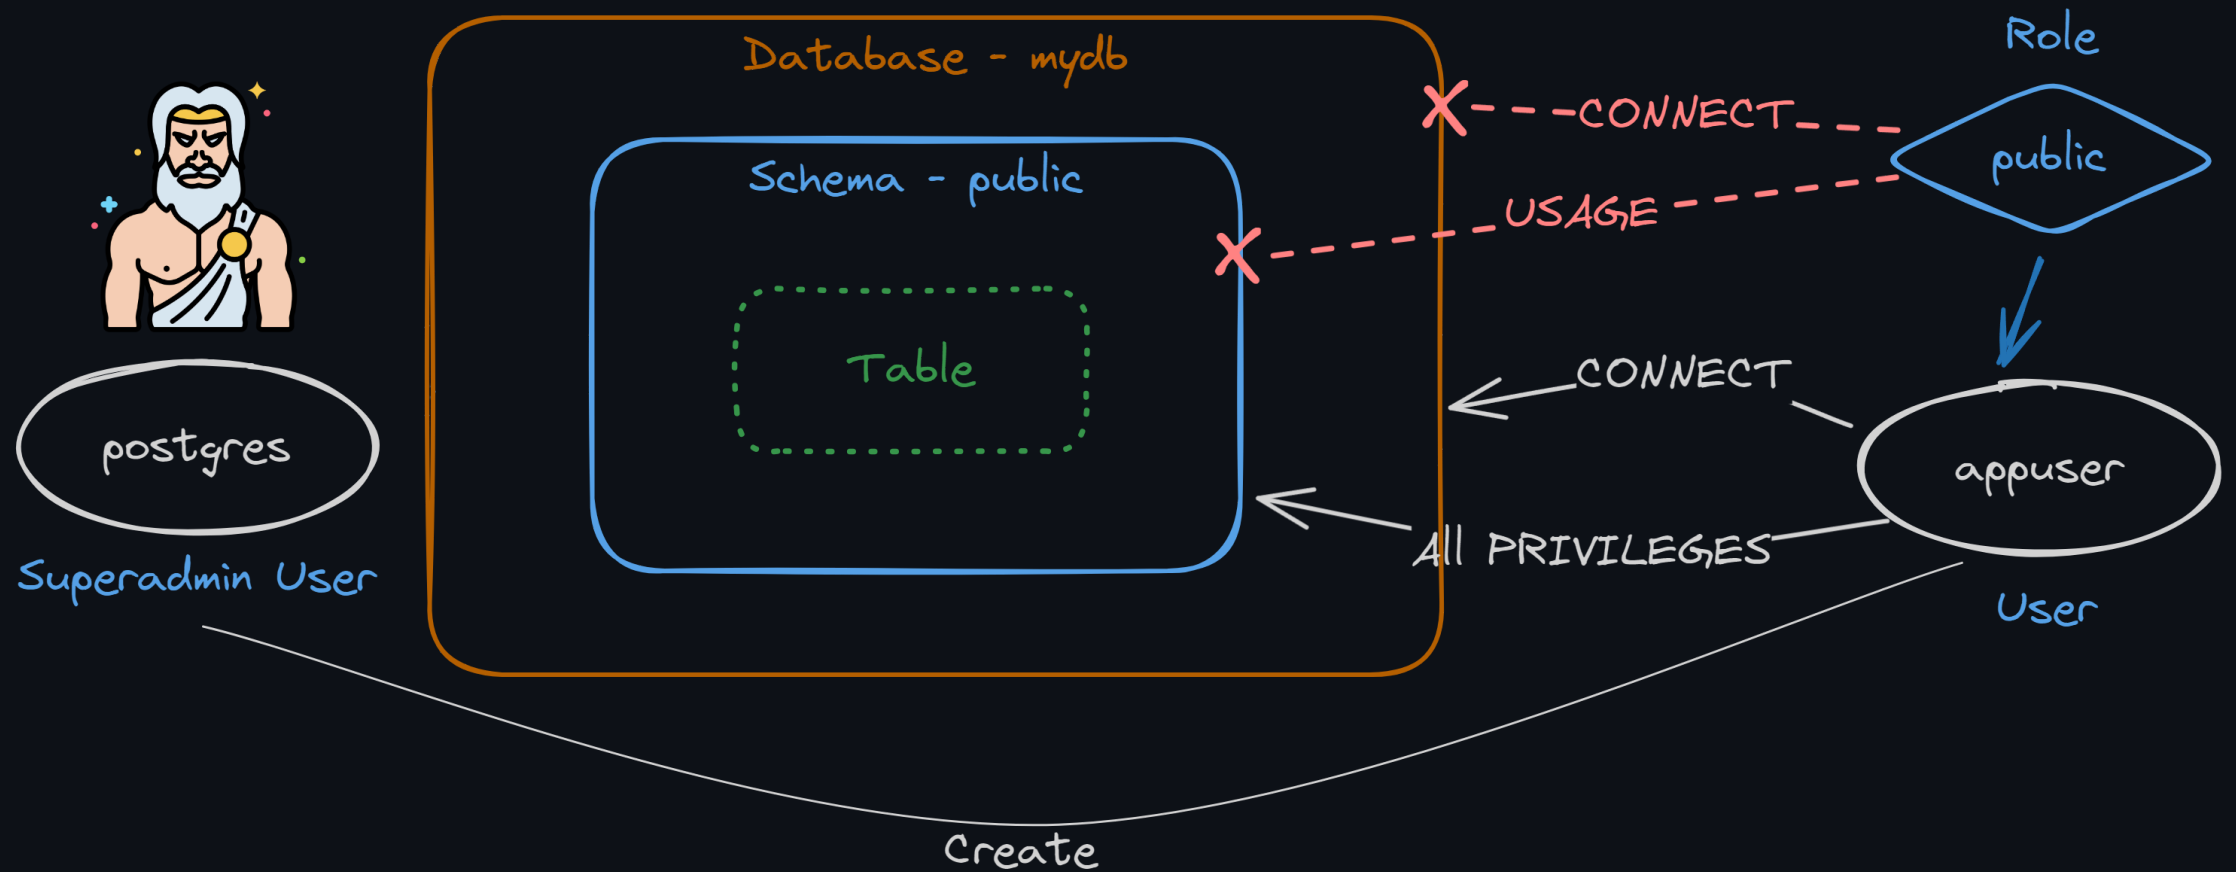 Role
Database - mydb
CONNECT
public
Schema - public
USAGE
Table
CONNECT
postgres
appuser
All PRIVILEGES
Superadmin User
User
Create